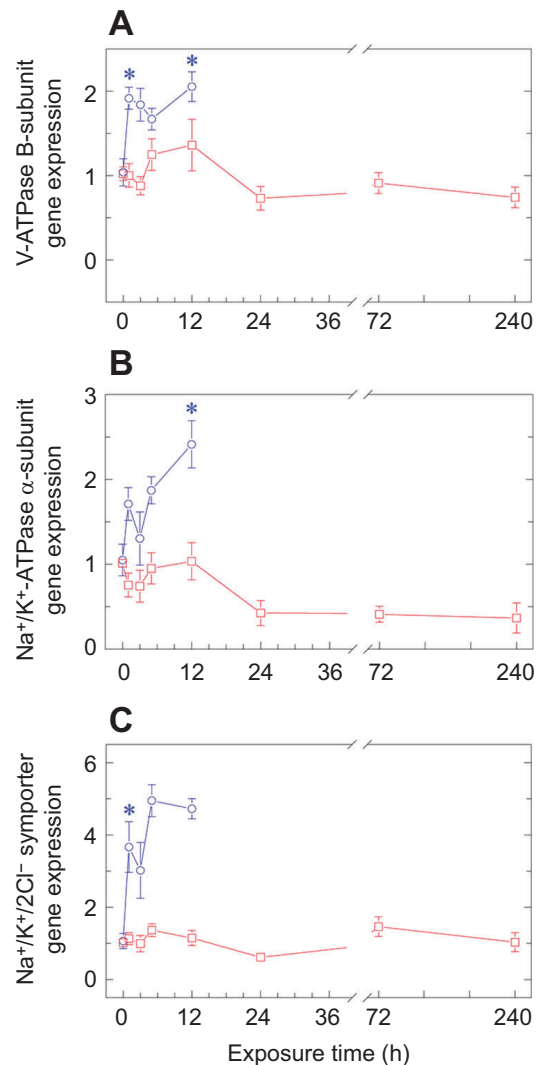 A
V-ATPase B-subunit
gene expression
2
1
0
*
*
0 12 24 36 72 240
B
Na⁺/K⁺-ATPase α-subunit
gene expression
3
2
1
0
*
0 12 24 36 72 240
C
Na⁺/K⁺/2Cl⁻ symporter
gene expression
6
4
2
0
*
0 12 24 36 72 240
Exposure time (h)